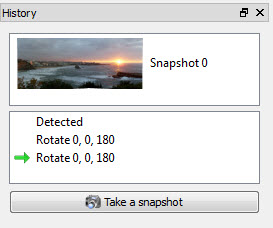 History
Snapshot 0
Detected
Rotate 0, 0, 180
Rotate 0, 0, 180
Take a snapshot